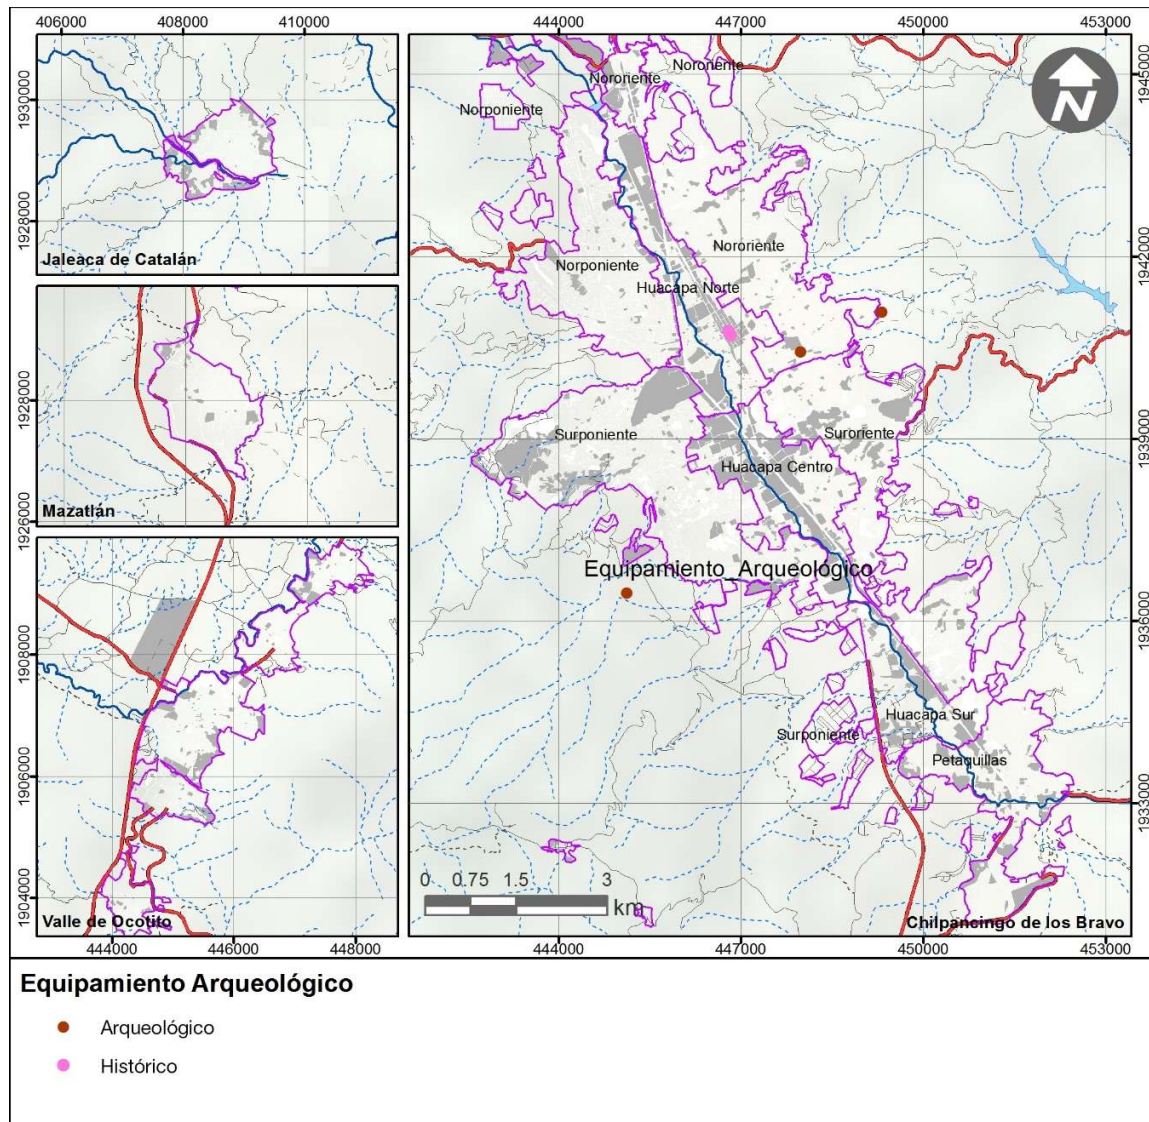 406000 408000 410000
1930000
1928000
Jaleaca de Catalán
1928000
1926000
Mazatlán
1908000
1906000
1904000
Valle de Ocotito
444000 446000 448000
444000 447000 450000 453000
1945000
1942000
1939000
1936000
1933000
N
Nororiente
Nororiente
Norponiente
Nororiente
Norponiente
Huacapa Norte
Surponiente
Suroriente
Huacapa Centro
Equipamiento_Arqueológico
Huacapa Sur
Surponiente
Petaquillas
0 0.75 1.5 3
km
Chilpancingo de los Bravo
444000 447000 450000 453000
Equipamiento Arqueológico
Arqueológico
Histórico